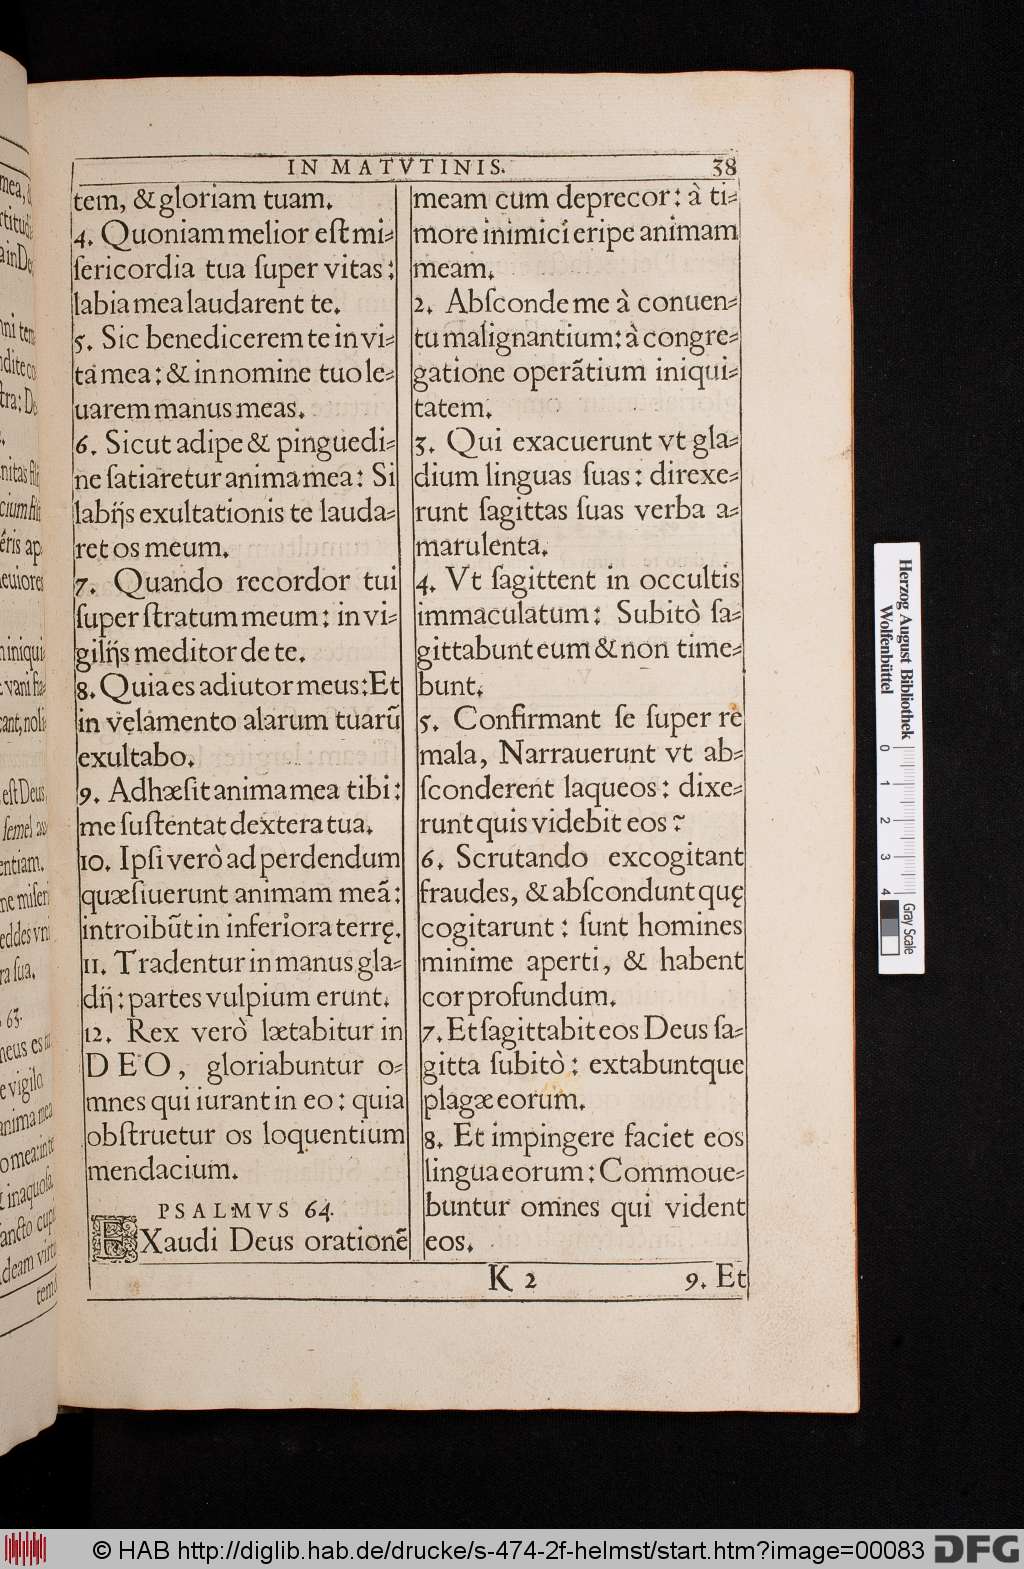 IN MATVTINIS. 38
tem, & gloriam tuam.
4. Quoniam melior eſt mi-
ſericordia tua ſuper vitas:
labia mea laudarent te.
5. Sic benedicerem te in vi-
ta mea: & in nomine tuo le-
uarem manus meas.
6. Sicut adipe & pinguedi-
ne ſatiaretur anima mea: Si
labijs exultationis te lauda-
ret os meum.
7. Quando recordor tui
ſuper ſtratum meum: in vi-
gilijs meditor de te.
8. Quia es adiutor meus: Et
in velamento alarum tuarũ
exultabo.
9. Adhæſit anima mea tibi:
me ſuſtentat dextera tua.
10. Ipſi verò ad perdendum
quæſiuerunt animam meã:
introibũt in inferiora terrę.
11. Tradentur in manus gla-
dij: partes vulpium erunt.
12. Rex verò lætabitur in
DEO, gloriabuntur o-
mnes qui iurant in eo: quia
obſtruetur os loquentium
mendacium.
PSALMVS 64.
EXaudi Deus orationẽ
meam cum deprecor: à ti-
more inimici eripe animam
meam.
2. Abſconde me à conuen-
tu malignantium: à congre-
gatione operãtium iniqui-
tatem.
3. Qui exacuerunt vt gla-
dium linguas ſuas: direxe-
runt ſagittas ſuas verba a-
marulenta.
4. Vt ſagittent in occultis
immaculatum: Subitò ſa-
gittabunt eum & non time-
bunt.
5. Confirmant ſe ſuper re
mala, Narrauerunt vt ab-
ſconderent laqueos: dixe-
runt quis videbit eos?
6. Scrutando excogitant
fraudes, & abſcondunt quę
cogitarunt: ſunt homines
minime aperti, & habent
cor profundum.
7. Et ſagittabit eos Deus ſa-
gitta ſubitò: extabuntque
plagæ eorum.
8. Et impingere faciet eos
lingua eorum: Commoue-
buntur omnes qui vident
eos.
K 2 9. Et
Herzog August Bibliothek
Wolfenbüttel
0 1 2 3 4
Gray Scale
© HAB http://diglib.hab.de/drucke/s-474-2f-helmst/start.htm?image=00083 DFG